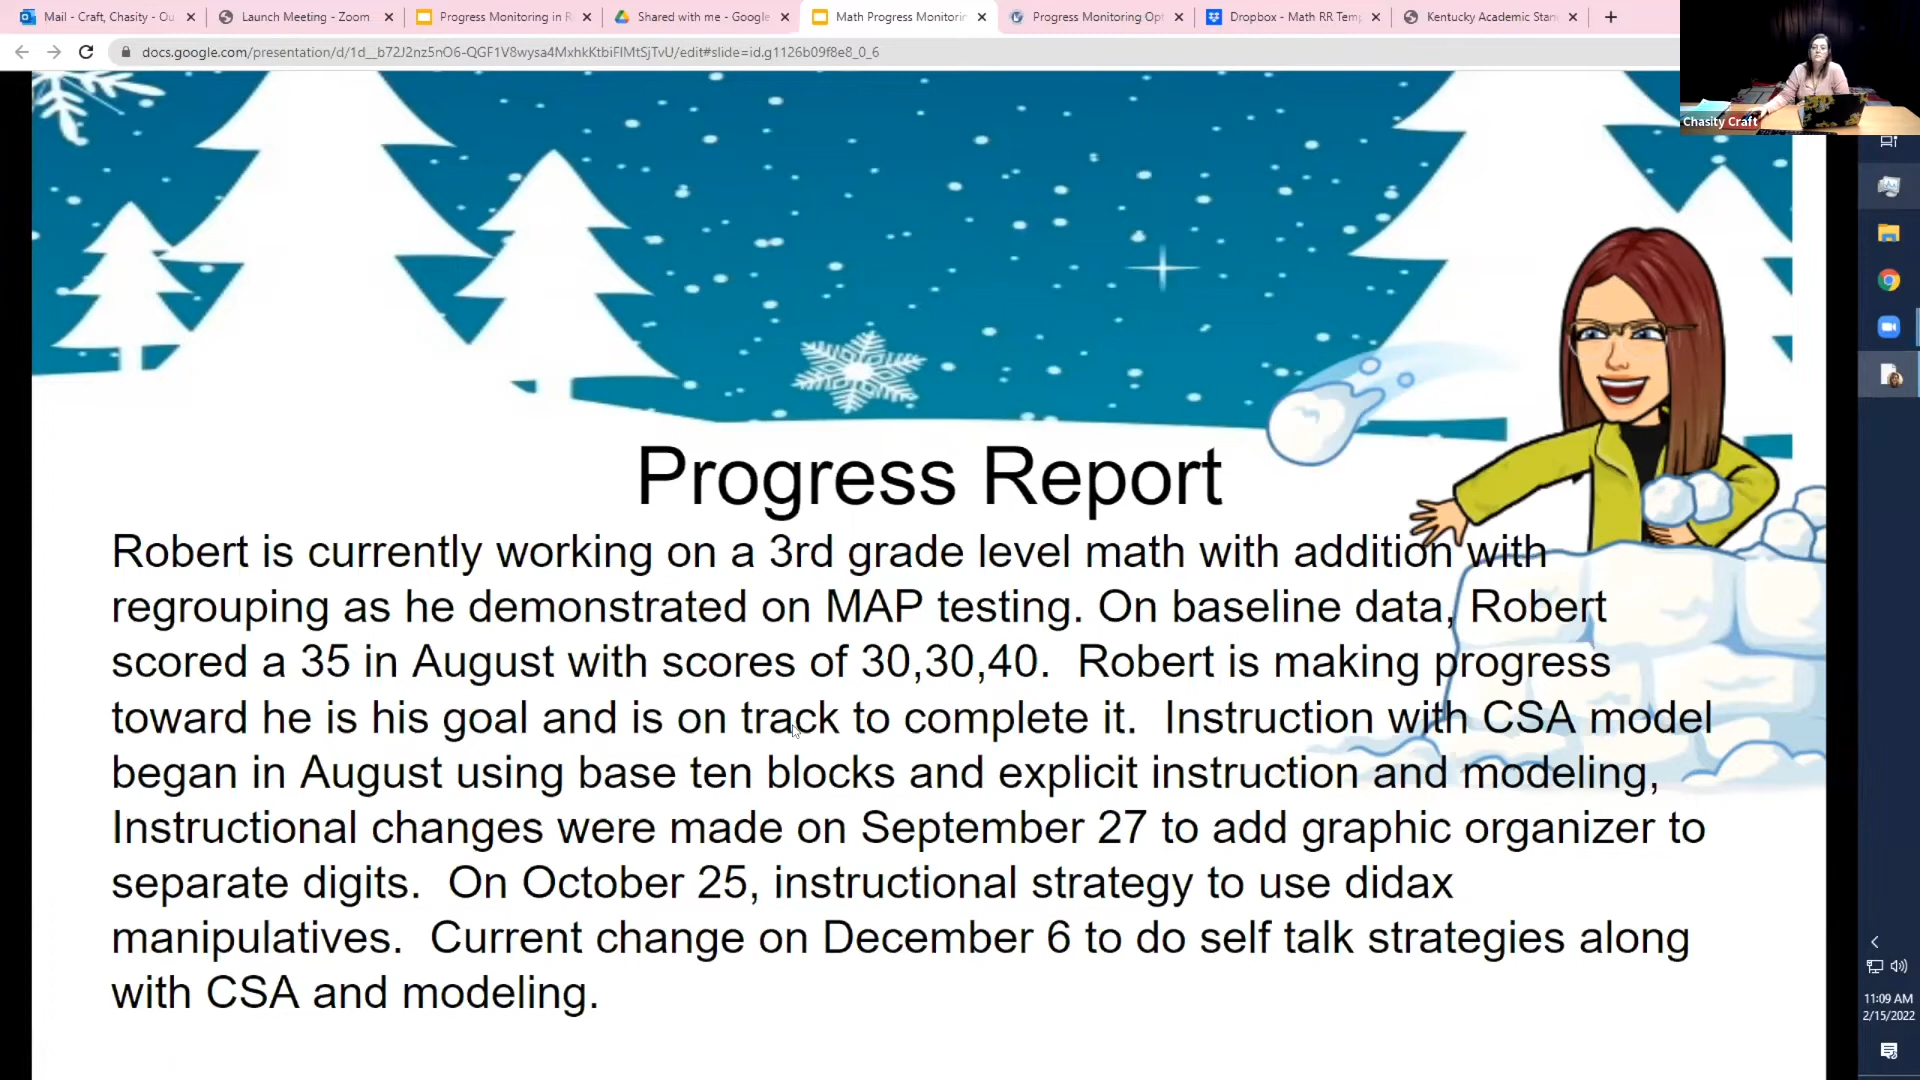 Mail - Craft, Chasity - Ou
Launch Meeting - Zoom
Progress Monitoring in R
Shared with me - Google
Math Progress Monitorin
Progress Monitoring Opt
Dropbox - Math RR Temp
Kentucky Academic Stan
docs.google.com/presentation/d/1d__b72J2nz5nO6-QGF1V8wysa4MxhkKtbiFIMtSjTvU/edit#slide=id.g1126b09f8e8_0_6
Chasity Craft
Progress Report
Robert is currently working on a 3rd grade level math with addition with
regrouping as he demonstrated on MAP testing. On baseline data, Robert
scored a 35 in August with scores of 30,30,40. Robert is making progress
toward he is his goal and is on track to complete it. Instruction with CSA model
began in August using base ten blocks and explicit instruction and modeling,
Instructional changes were made on September 27 to add graphic organizer to
separate digits. On October 25, instructional strategy to use didax
manipulatives. Current change on December 6 to do self talk strategies along
with CSA and modeling.
11:09 AM
2/15/2022